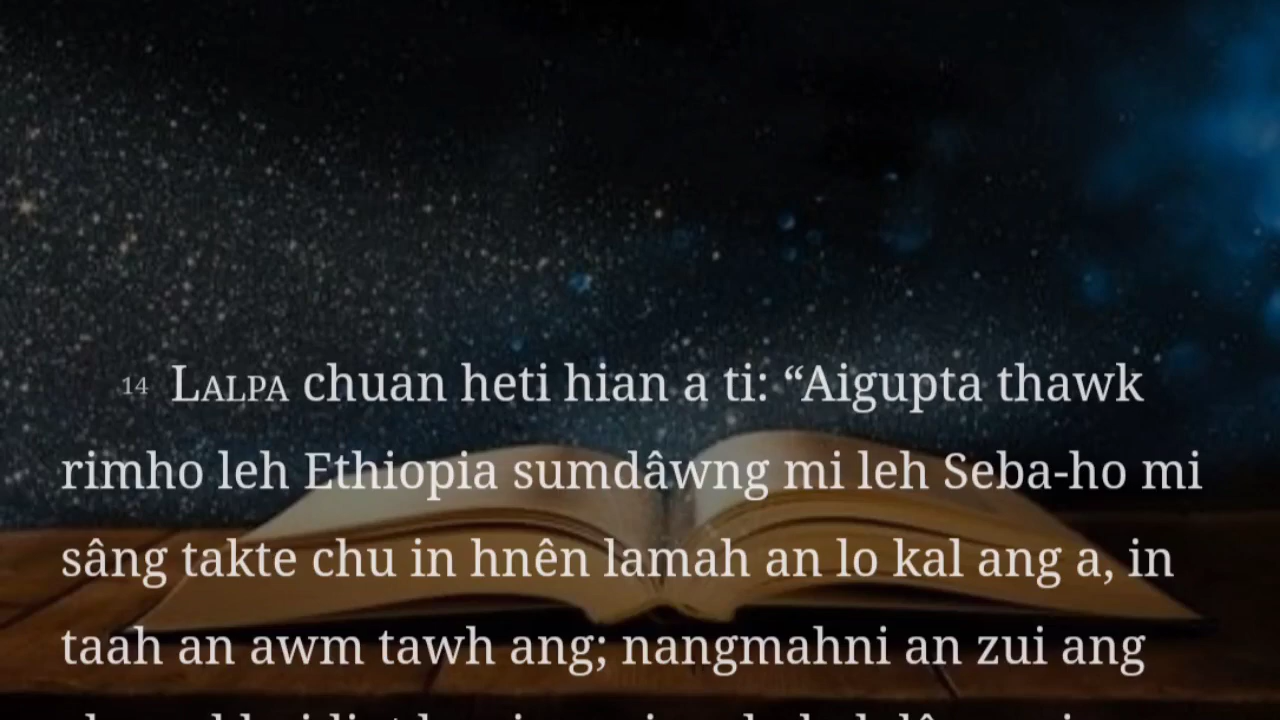 14 LALPA chuan heti hian a ti: “Aigupta thawk
rimho leh Ethiopia sumdâwng mi leh Seba-ho mi
sâng takte chu in hnên lamah an lo kal ang a, in
taah an awm tawh ang; nangmahni an zui ang